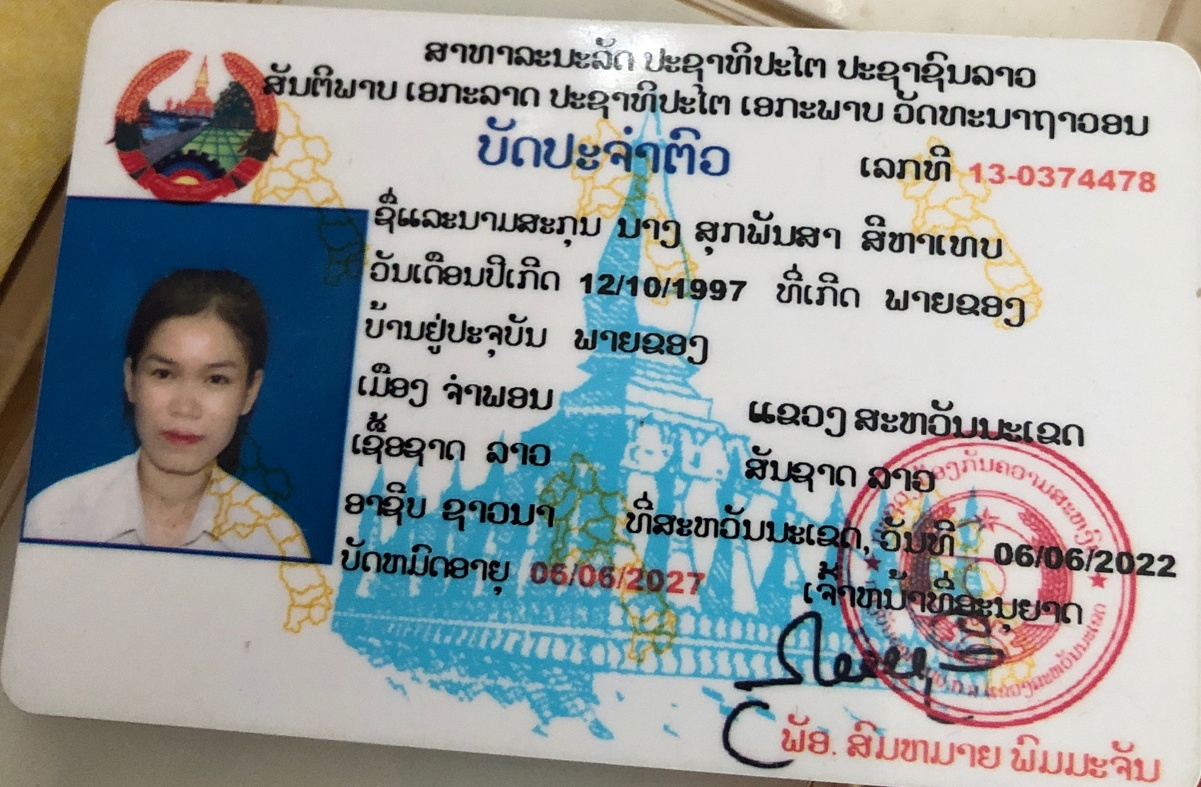 ສາທາລະນະລັດ ປະຊາທິປະໄຕ ປະຊາຊົນລາວ
ສັນຕິພາບ ເອກະລາດ ປະຊາທິປະໄຕ ເອກະພາບ ວັດທະນາຖາວອນ
ບັດປະຈຳຕົວ
ເລກທີ 13-0374478
ຊື່ແລະນາມສະກຸນ ນາງ ສຸກພັນສາ ສີຫາເທບ
ວັນເດືອນປີເກີດ 12/10/1997 ທີ່ເກີດ ພາຍຂອງ
ບ້ານຢູ່ປະຈຸບັນ ພາຍຂອງ
ເມືອງ ຈຳພອນ ແຂວງ ສະຫວັນນະເຂດ
ເຊື້ອຊາດ ລາວ ສັນຊາດ ລາວ
ອາຊີບ ຊາວນາ ທີ່ສະຫວັນນະເຂດ, ວັນທີ 06/06/2022
ບັດຫມົດອາຍຸ 06/06/2027 ເຈົ້າຫນ້າທີ່ອະນຸຍາດ
ພັອ. ສົມຫມາຍ ພິມມະຈັນ